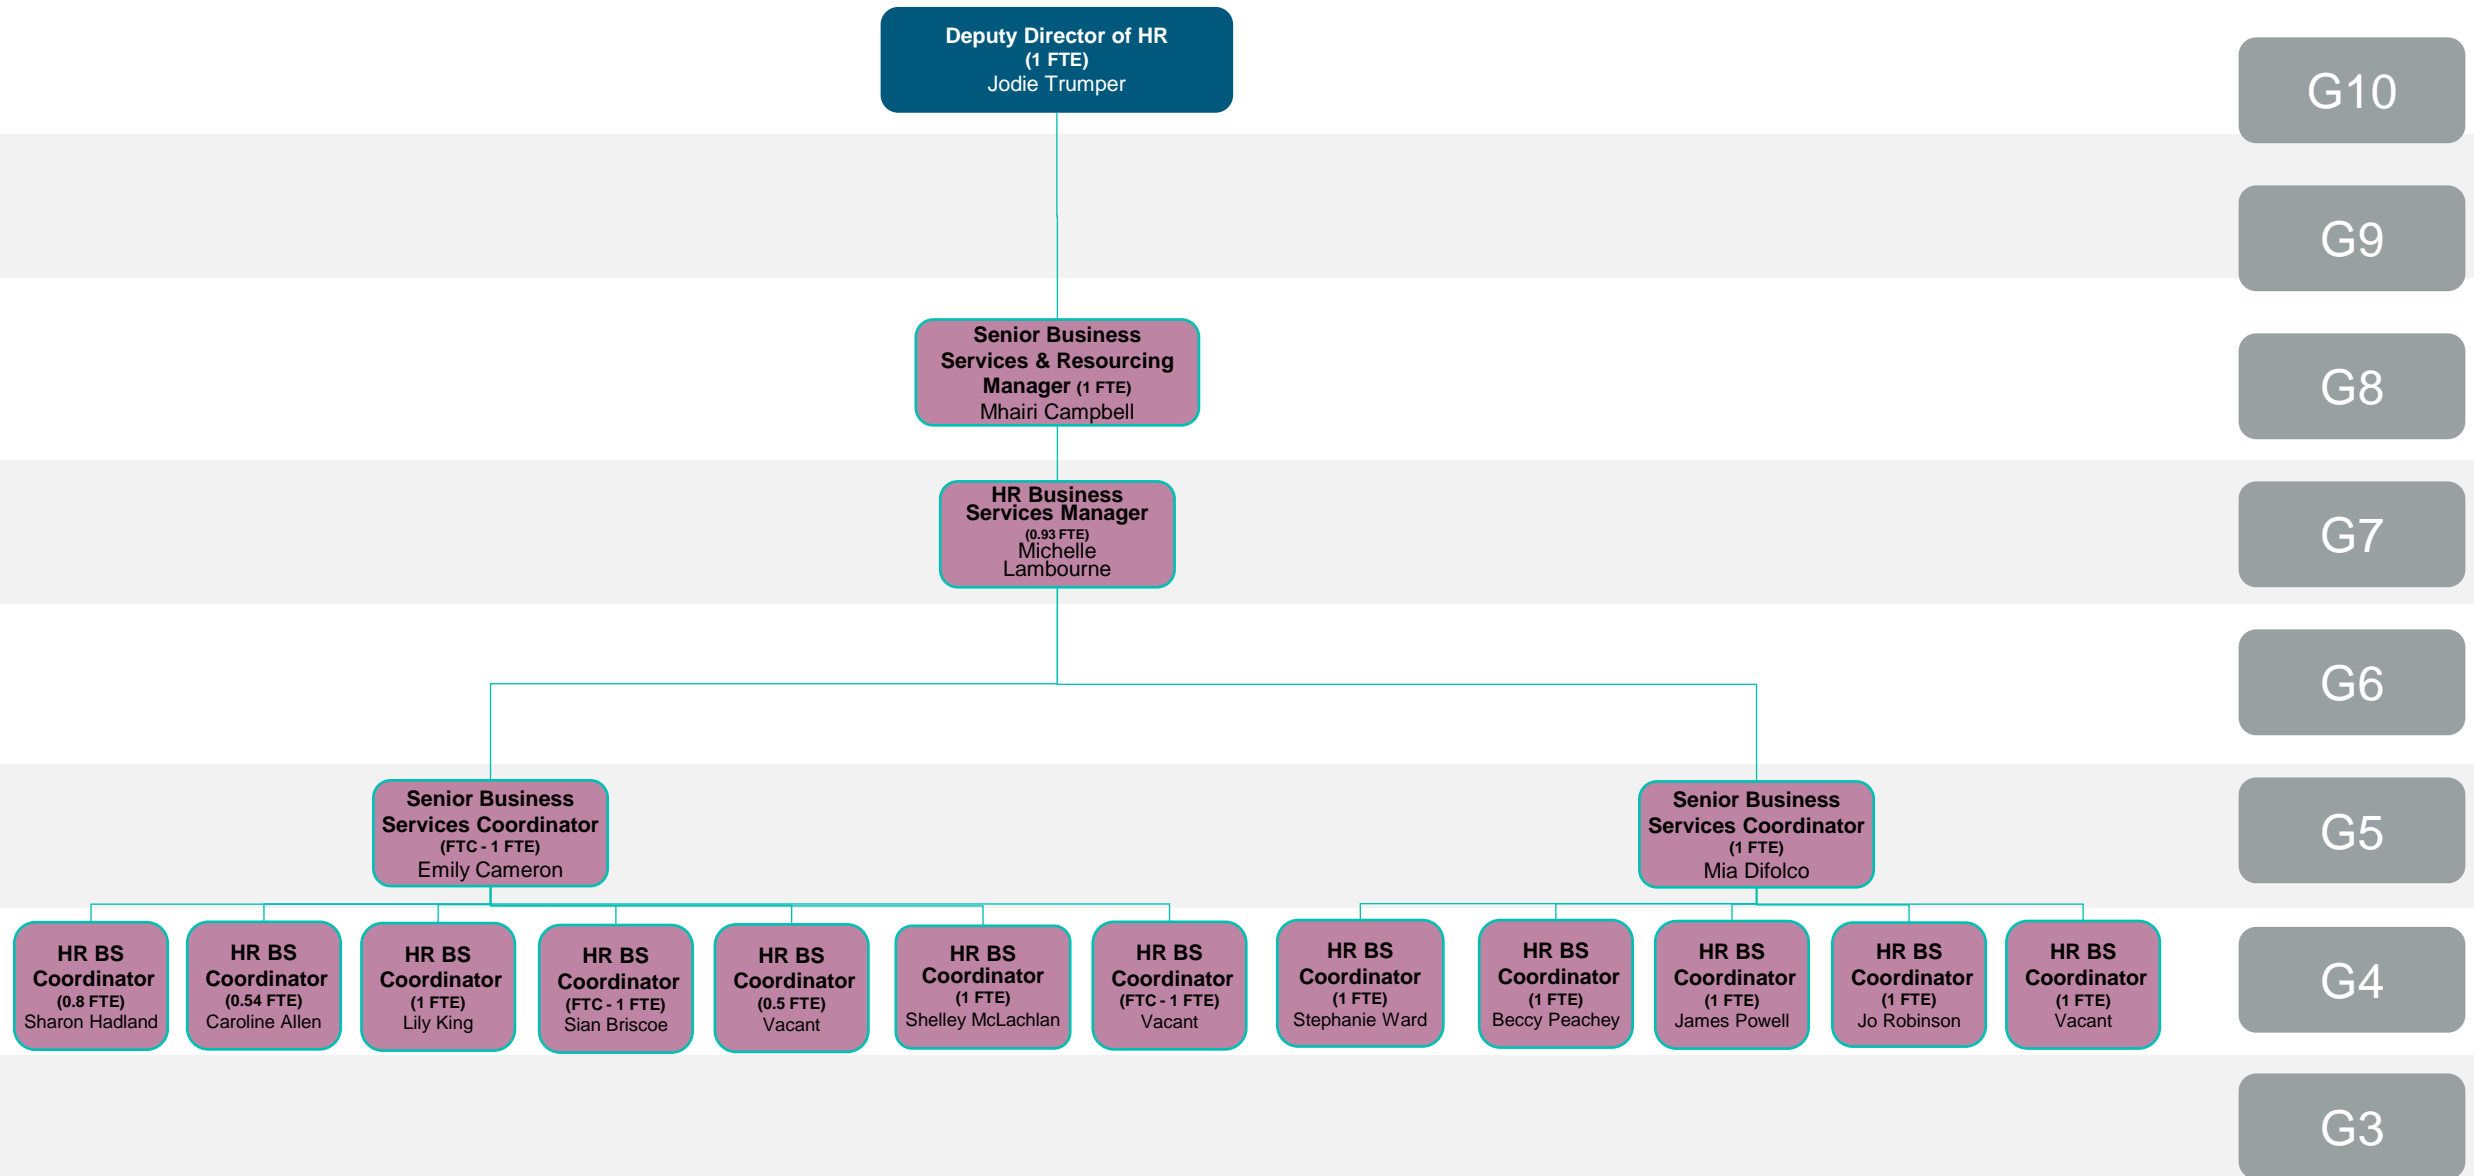 Deputy Director of HR
(1 FTE)
Jodie Trumper
G10
G9
Senior Business
Services & Resourcing
Manager (1 FTE)
Mhairi Campbell
G8
HR Business
Services Manager
(0.93 FTE)
Michelle
Lambourne
G7
G6
Senior Business
Services Coordinator
(FTC - 1 FTE)
Emily Cameron
Senior Business
Services Coordinator
(1 FTE)
Mia Difolco
G5
HR BS
Coordinator
(0.8 FTE)
Sharon Hadland
HR BS
Coordinator
(0.54 FTE)
Caroline Allen
HR BS
Coordinator
(1 FTE)
Lily King
HR BS
Coordinator
(FTC - 1 FTE)
Sian Briscoe
HR BS
Coordinator
(0.5 FTE)
Vacant
HR BS
Coordinator
(1 FTE)
Shelley McLachlan
HR BS
Coordinator
(FTC - 1 FTE)
Vacant
HR BS
Coordinator
(1 FTE)
Stephanie Ward
HR BS
Coordinator
(1 FTE)
Beccy Peachey
HR BS
Coordinator
(1 FTE)
James Powell
HR BS
Coordinator
(1 FTE)
Jo Robinson
HR BS
Coordinator
(1 FTE)
Vacant
G4
G3